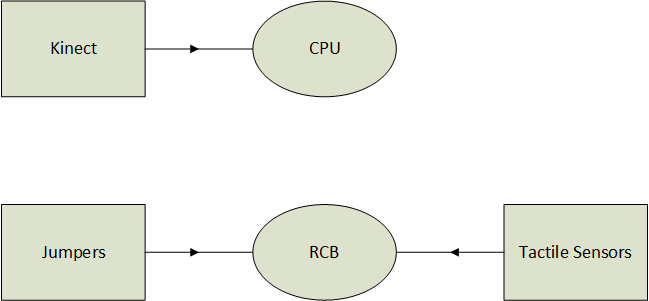 Kinect
CPU
Jumpers
RCB
Tactile Sensors